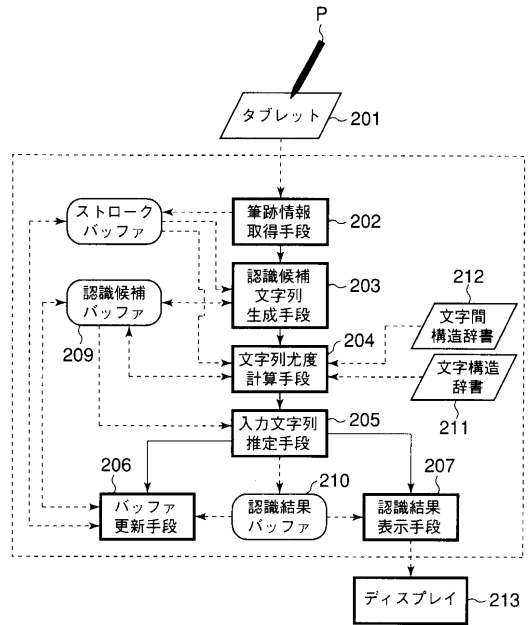 P
タブレット
201
ストローク
バッファ
筆跡情報
取得手段
202
認識候補
文字列
生成手段
203
認識候補
バッファ
209
212
文字間
構造辞書
204
文字列尤度
計算手段
文字構造
辞書
211
入力文字列
推定手段
205
206
バッファ
更新手段
210
認識結果
バッファ
207
認識結果
表示手段
ディスプレイ
213